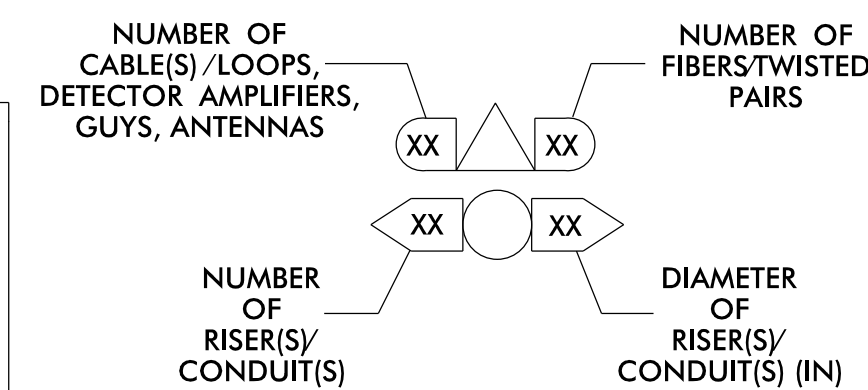 NUMBER OF
CABLE(S)/LOOPS,
DETECTOR AMPLIFIERS,
GUYS, ANTENNAS
NUMBER OF
FIBERS/TWISTED
PAIRS
XX XX
XX XX
NUMBER
OF
RISER(S)/
CONDUIT(S)
DIAMETER
OF
RISER(S)/
CONDUIT(S) (IN)